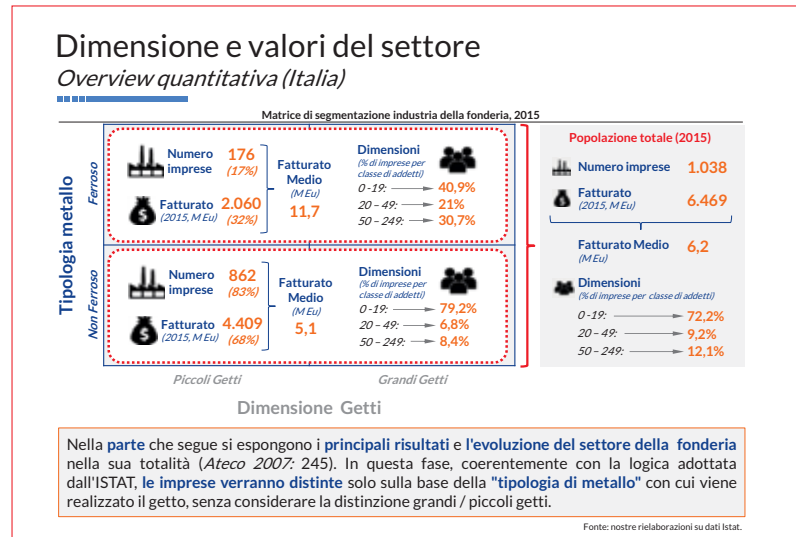 Dimensione e valori del settore
Overview quantitativa (Italia)
Matrice di segmentazione industria della fonderia, 2015
Tipologia metallo
Ferroso
Numero imprese 176 (17%)
Fatturato (2015, M Eu) 2.060 (32%)
Fatturato Medio (M Eu) 11,7
Dimensioni
(% di imprese per
classe di addetti)
0 -19: 40,9%
20 – 49: 21%
50 – 249: 30,7%
Non Ferroso
Numero imprese 862 (83%)
Fatturato (2015, M Eu) 4.409 (68%)
Fatturato Medio (M Eu) 5,1
Dimensioni
(% di imprese per
classe di addetti)
0 -19: 79,2%
20 – 49: 6,8%
50 – 249: 8,4%
Piccoli Getti
Grandi Getti
Dimensione Getti
Popolazione totale (2015)
Numero imprese 1.038
Fatturato 6.469
(2015, M Eu)
Fatturato Medio 6,2
(M Eu)
Dimensioni
(% di imprese per classe di addetti)
0 -19: 72,2%
20 – 49: 9,2%
50 – 249: 12,1%
Nella parte che segue si espongono i principali risultati e l'evoluzione del settore della fonderia
nella sua totalità (Ateco 2007: 245). In questa fase, coerentemente con la logica adottata
dall'ISTAT, le imprese verranno distinte solo sulla base della "tipologia di metallo" con cui viene
realizzato il getto, senza considerare la distinzione grandi / piccoli getti.
Fonte: nostre rielaborazioni su dati Istat.